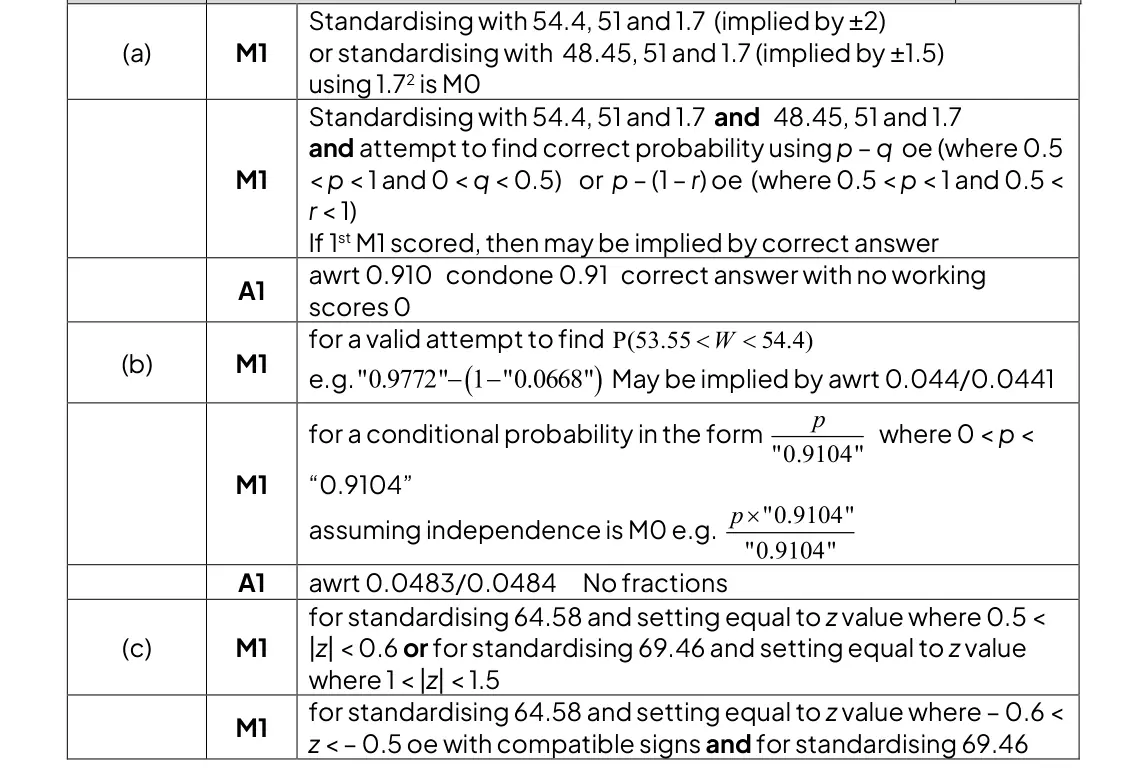 Standardising with 54.4, 51 and 1.7 (implied by ±2)
(a) M1 or standardising with 48.45, 51 and 1.7 (implied by ±1.5)
using 1.7² is M0
Standardising with 54.4, 51 and 1.7 and 48.45, 51 and 1.7
and attempt to find correct probability using p – q oe (where 0.5
M1 < p < 1 and 0 < q < 0.5) or p – (1 – r) oe (where 0.5 < p < 1 and 0.5 <
r < 1)
If 1st M1 scored, then may be implied by correct answer
A1 awrt 0.910 condone 0.91 correct answer with no working
scores 0
(b) M1 for a valid attempt to find P(53.55 < W < 54.4)
e.g. "0.9772"–(1–"0.0668") May be implied by awrt 0.044/0.0441
for a conditional probability in the form p/"0.9104" where 0 < p <
M1 “0.9104”
assuming independence is M0 e.g. p×"0.9104"/"0.9104"
A1 awrt 0.0483/0.0484 No fractions
for standardising 64.58 and setting equal to z value where 0.5 <
(c) M1 |z| < 0.6 or for standardising 69.46 and setting equal to z value
where 1 < |z| < 1.5
M1 for standardising 64.58 and setting equal to z value where – 0.6 <
z < – 0.5 oe with compatible signs and for standardising 69.46